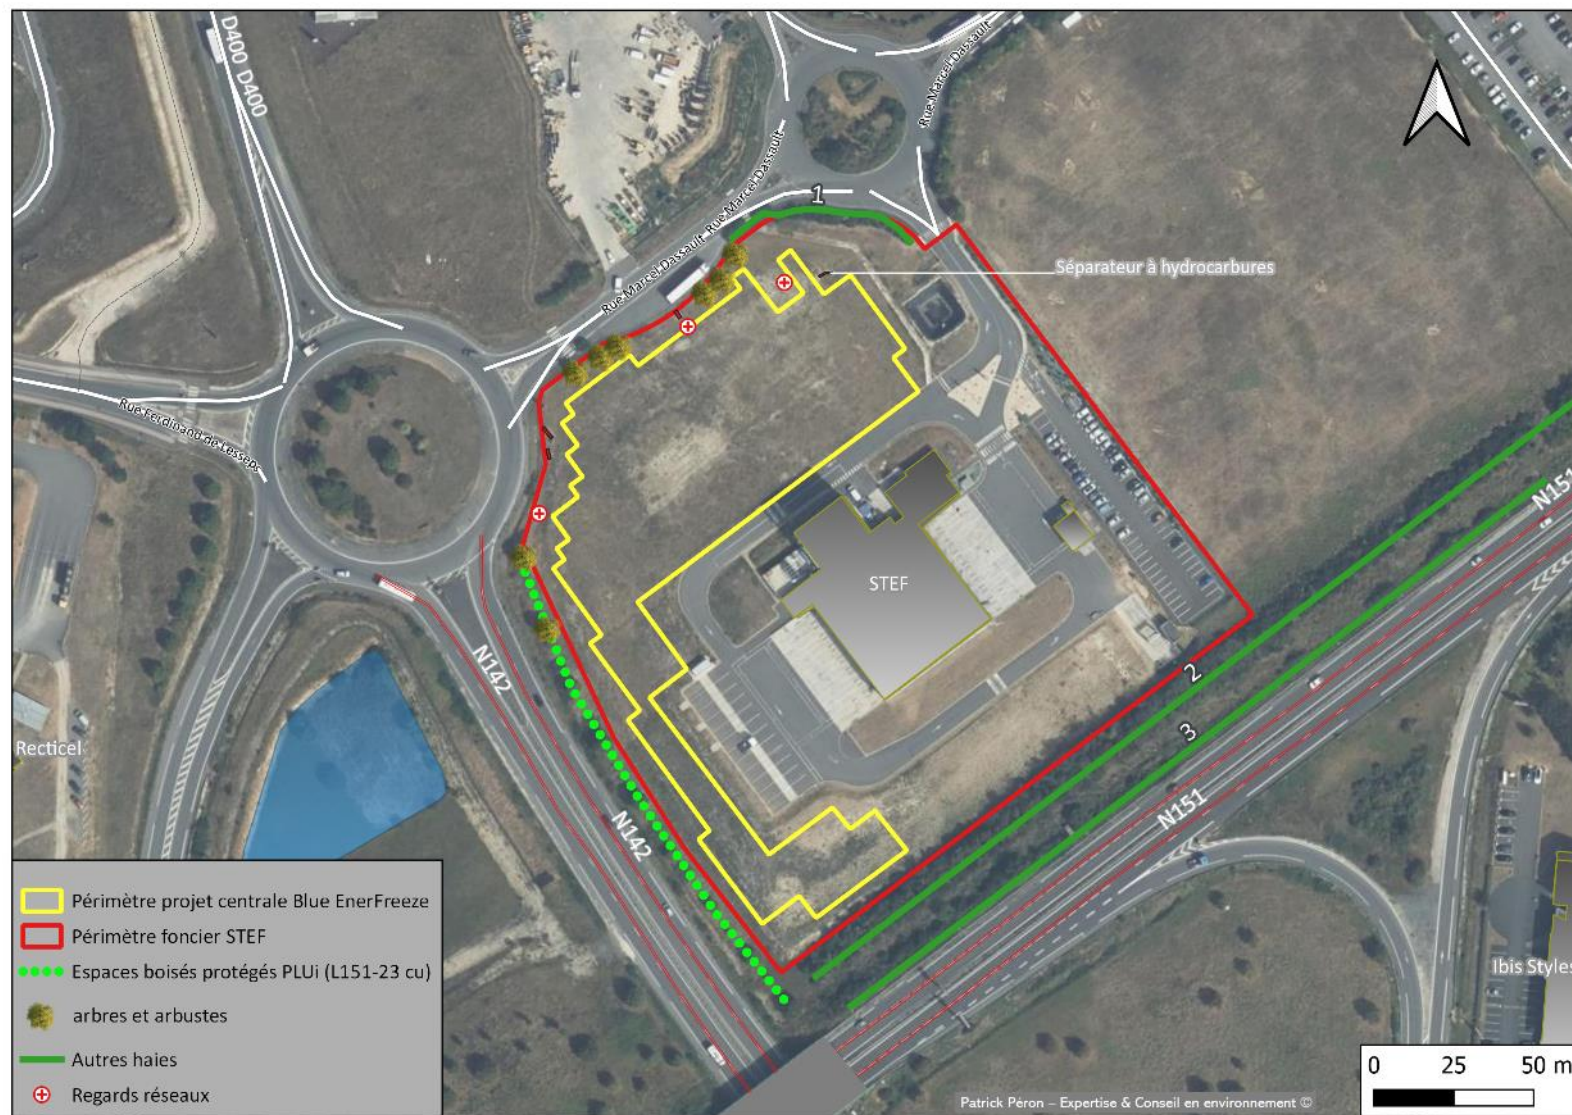 D400 D400
Rue Marcel Dassault
Rue Marcel Dassault
Rue Marcel Dassault
1
Séparateur à hydrocarbures
Rue Ferdinand de Lesseps
N151
STEF
N142
2
3
Recticel
N142
N151
Périmètre projet centrale Blue EnerFreeze
Périmètre foncier STEF
Espaces boisés protégés PLUi (L151-23 cu)
arbres et arbustes
Autres haies
Regards réseaux
Ibis Styles
0 25 50 m
Patrick Péron – Expertise & Conseil en environnement ©